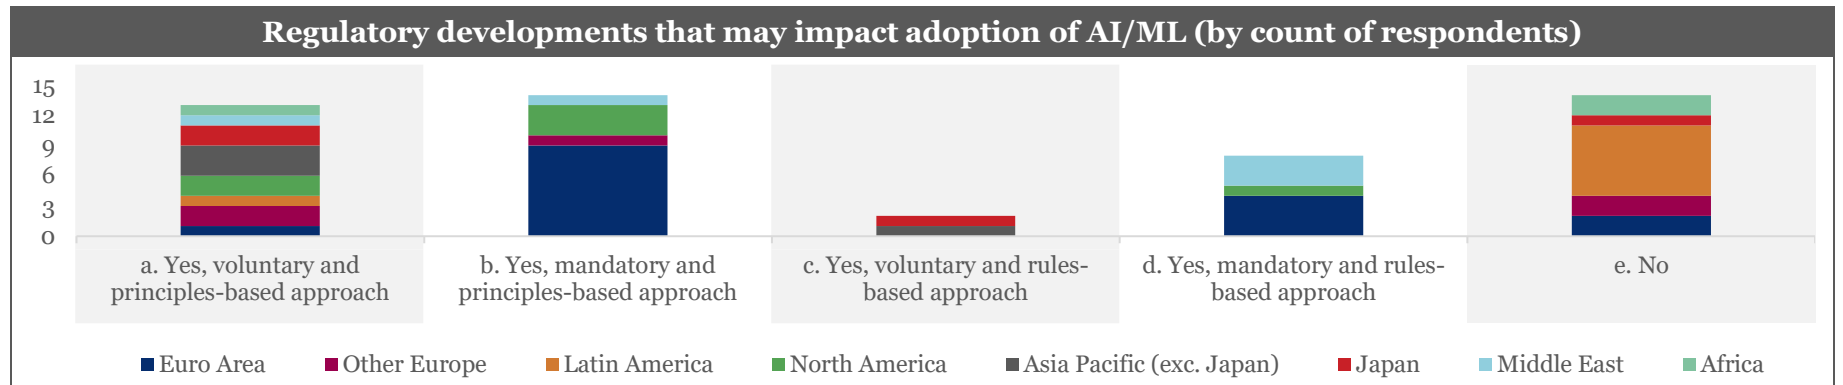 Regulatory developments that may impact adoption of AI/ML (by count of respondents)
15
12
9
6
3
0
a. Yes, voluntary and
principles-based approach
b. Yes, mandatory and
principles-based approach
c. Yes, voluntary and rules-
based approach
d. Yes, mandatory and rules-
based approach
e. No
Euro Area
Other Europe
Latin America
North America
Asia Pacific (exc. Japan)
Japan
Middle East
Africa